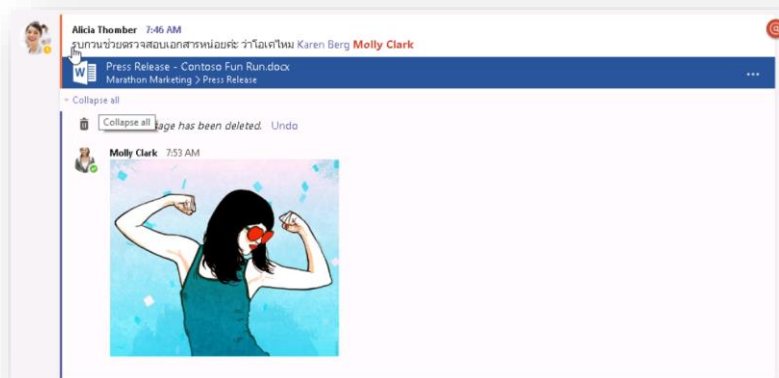 Alicia Thomber 7:46 AM
รบกวนช่วยตรวจสอบเอกสารหน่อยค่ะ ว่าโอเคไหม Karen Berg Molly Clark
Press Release - Contoso Fun Run.docx
Marathon Marketing > Press Release
Collapse all
Collapse all
has been deleted. Undo
Molly Clark 7:53 AM